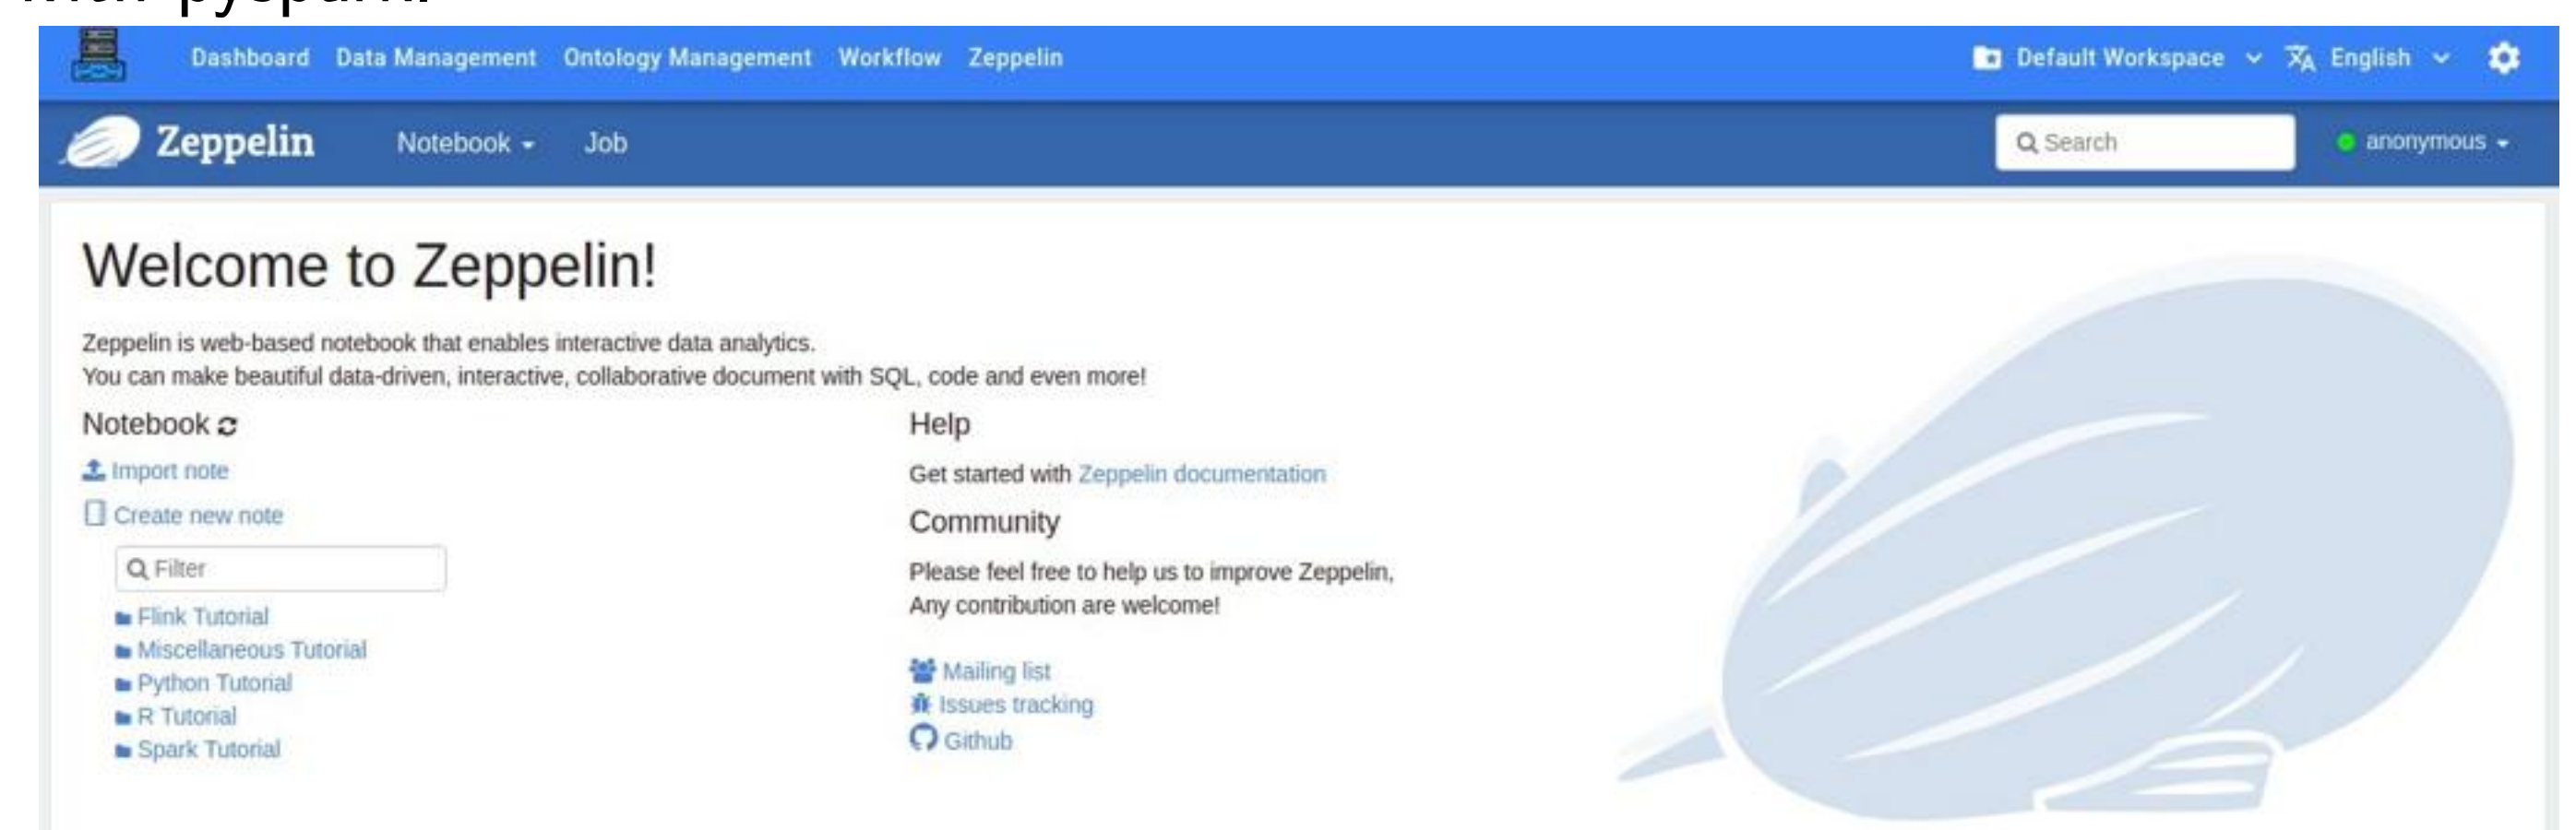 with pyspark.
Dashboard Data Management Ontology Management Workflow Zeppelin Default Workspace English
Zeppelin Notebook Job Search anonymous
Welcome to Zeppelin!
Zeppelin is web-based notebook that enables interactive data analytics.
You can make beautiful data-driven, interactive, collaborative document with SQL, code and even more!
Notebook
Import note
Create new note
Filter
Flink Tutorial
Miscellaneous Tutorial
Python Tutorial
R Tutorial
Spark Tutorial
Help
Get started with Zeppelin documentation
Community
Please feel free to help us to improve Zeppelin,
Any contribution are welcome!
Mailing list
Issues tracking
Github